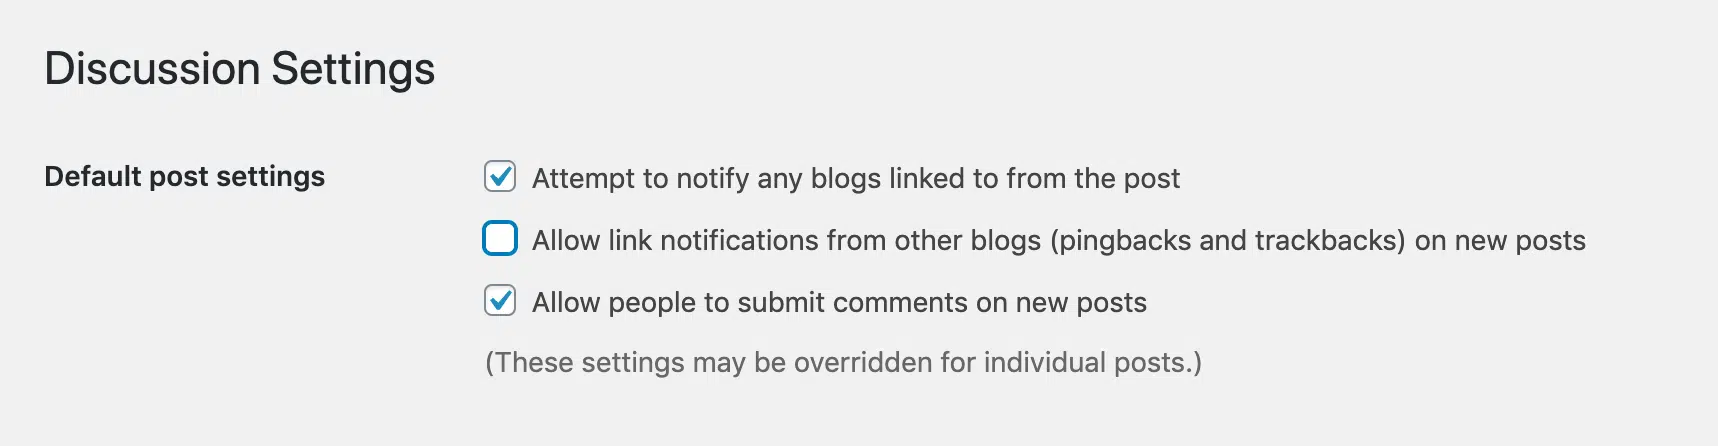 Discussion Settings
Default post settings
Attempt to notify any blogs linked to from the post
Allow link notifications from other blogs (pingbacks and trackbacks) on new posts
Allow people to submit comments on new posts
(These settings may be overridden for individual posts.)